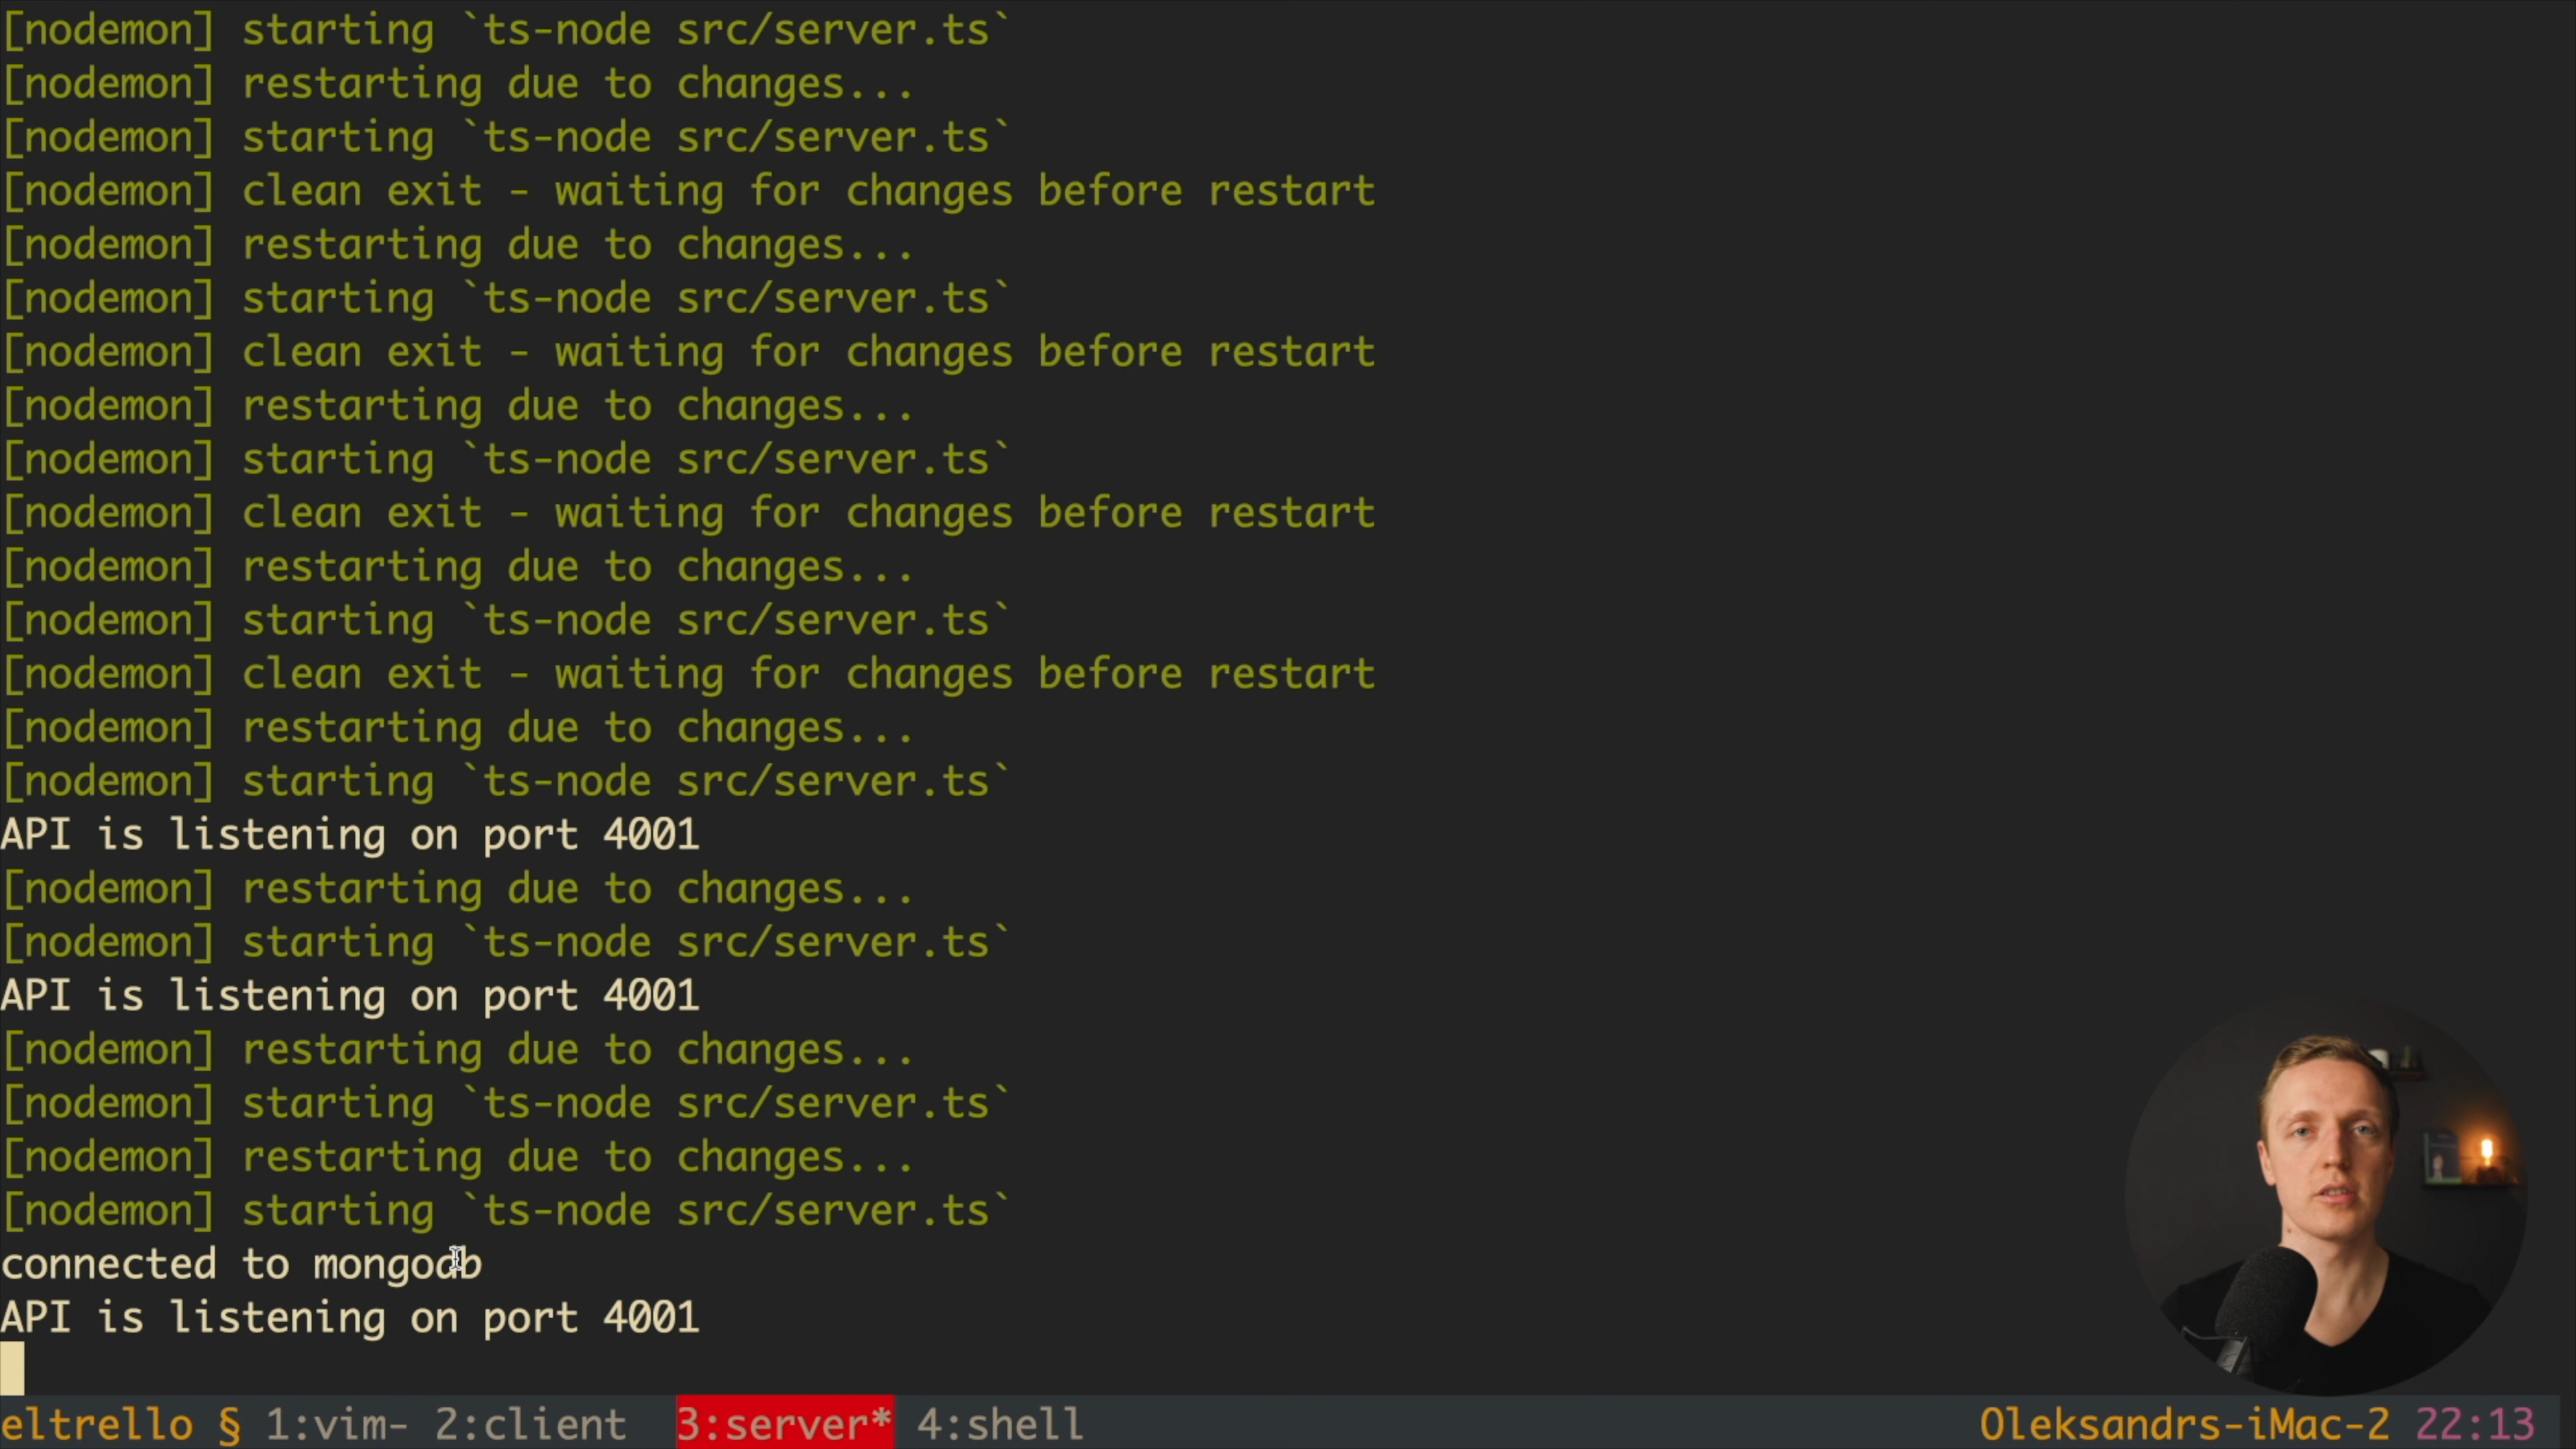 [nodemon] starting `ts-node src/server.ts`
[nodemon] restarting due to changes...
[nodemon] starting `ts-node src/server.ts`
[nodemon] clean exit - waiting for changes before restart
[nodemon] restarting due to changes...
[nodemon] starting `ts-node src/server.ts`
[nodemon] clean exit - waiting for changes before restart
[nodemon] restarting due to changes...
[nodemon] starting `ts-node src/server.ts`
[nodemon] clean exit - waiting for changes before restart
[nodemon] restarting due to changes...
[nodemon] starting `ts-node src/server.ts`
[nodemon] clean exit - waiting for changes before restart
[nodemon] restarting due to changes...
[nodemon] starting `ts-node src/server.ts`
API is listening on port 4001
[nodemon] restarting due to changes...
[nodemon] starting `ts-node src/server.ts`
API is listening on port 4001
[nodemon] restarting due to changes...
[nodemon] starting `ts-node src/server.ts`
[nodemon] restarting due to changes...
[nodemon] starting `ts-node src/server.ts`
connected to mongodb
API is listening on port 4001
eltrello § 1:vim- 2:client 3:server* 4:shell Oleksandrs-iMac-2 22:13